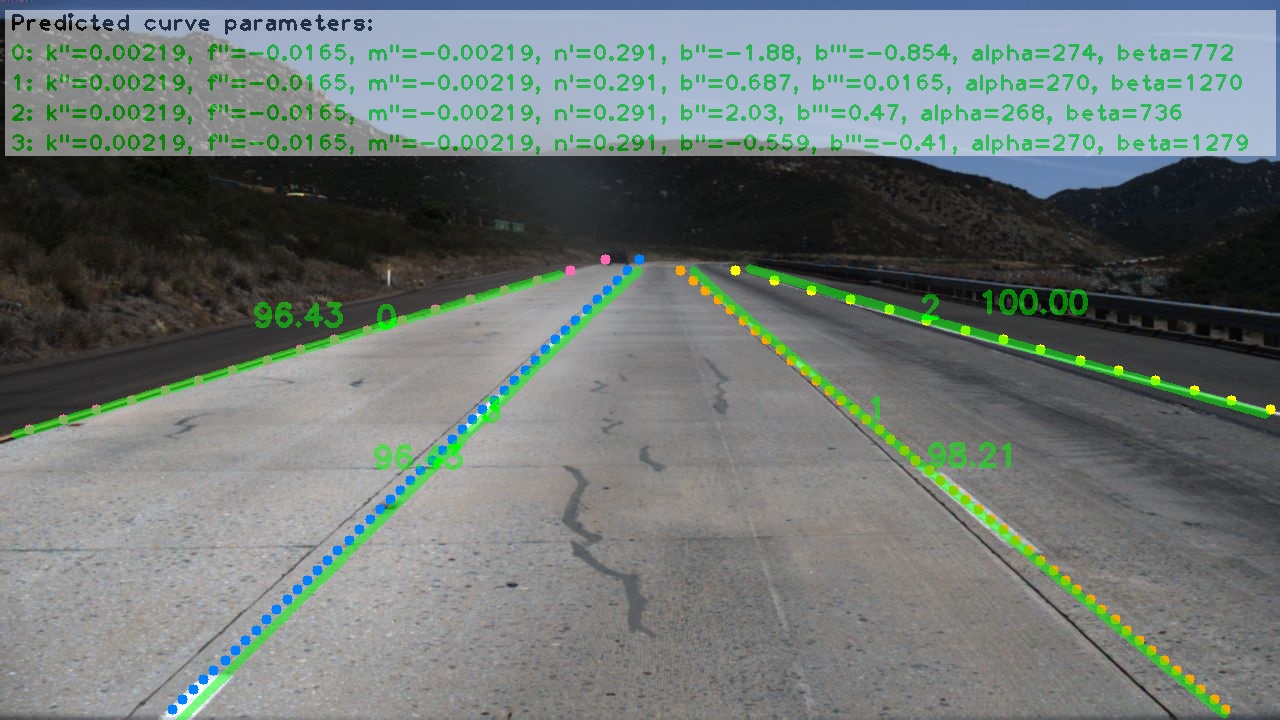 Predicted curve parameters:
0: k''=0.00219, f''=-0.0165, m''=-0.00219, n'=0.291, b''=-1.88, b'''=-0.854, alpha=274, beta=772
1: k''=0.00219, f''=-0.0165, m''=-0.00219, n'=0.291, b''=0.687, b'''=0.0165, alpha=270, beta=1270
2: k''=0.00219, f''=-0.0165, m''=-0.00219, n'=0.291, b''=2.03, b'''=0.47, alpha=268, beta=736
3: k''=0.00219, f''=-0.0165, m''=-0.00219, n'=0.291, b''=-0.559, b'''=-0.41, alpha=270, beta=1279
96.43 0
2 100.00
3
1
98.21